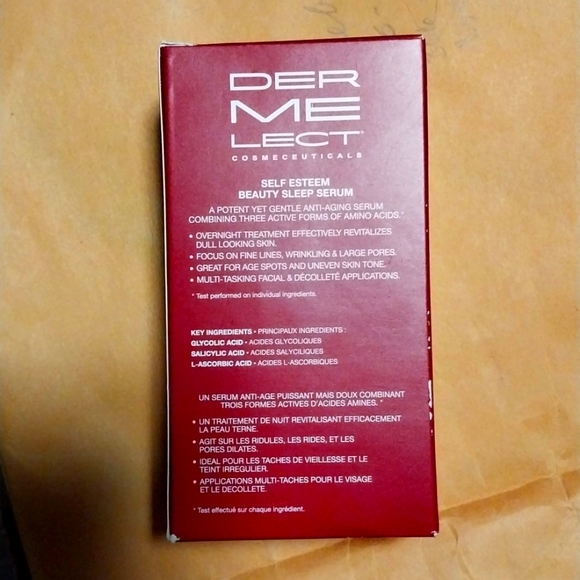 DER
ME
LECT
COSMECEUTICALS
SELF ESTEEM
BEAUTY SLEEP SERUM
A POTENT YET GENTLE ANTI-AGING SERUM
COMBINING THREE ACTIVE FORMS OF AMINO ACIDS.*
• OVERNIGHT TREATMENT EFFECTIVELY REVITALIZES
DULL LOOKING SKIN.
• FOCUS ON FINE LINES, WRINKLING & LARGE PORES.
• GREAT FOR AGE SPOTS AND UNEVEN SKIN TONE.
• MULTI-TASKING FACIAL & DÉCOLLETÉ APPLICATIONS.
* Test performed on individual ingredients.
KEY INGREDIENTS • PRINCIPAUX INGREDIENTS :
GLYCOLIC ACID • ACIDES GLYCOLIQUES
SALICYLIC ACID • ACIDES SALYCILIQUES
L-ASCORBIC ACID • ACIDES L-ASCORBIQUES
UN SERUM ANTI-AGE PUISSANT MAIS DOUX COMBINANT
TROIS FORMES ACTIVES D'ACIDES AMINES. *
• UN TRAITEMENT DE NUIT REVITALISANT EFFICACEMENT
LA PEAU TERNE.
• AGIT SUR LES RIDULES, LES RIDES, ET LES
PORES DILATES.
• IDEAL POUR LES TACHES DE VIEILLESSE ET LE
TEINT IRREGULIER.
• APPLICATIONS MULTI-TACHES POUR LE VISAGE
ET LE DECOLLETE.
* Test effectué sur chaque ingrédient.